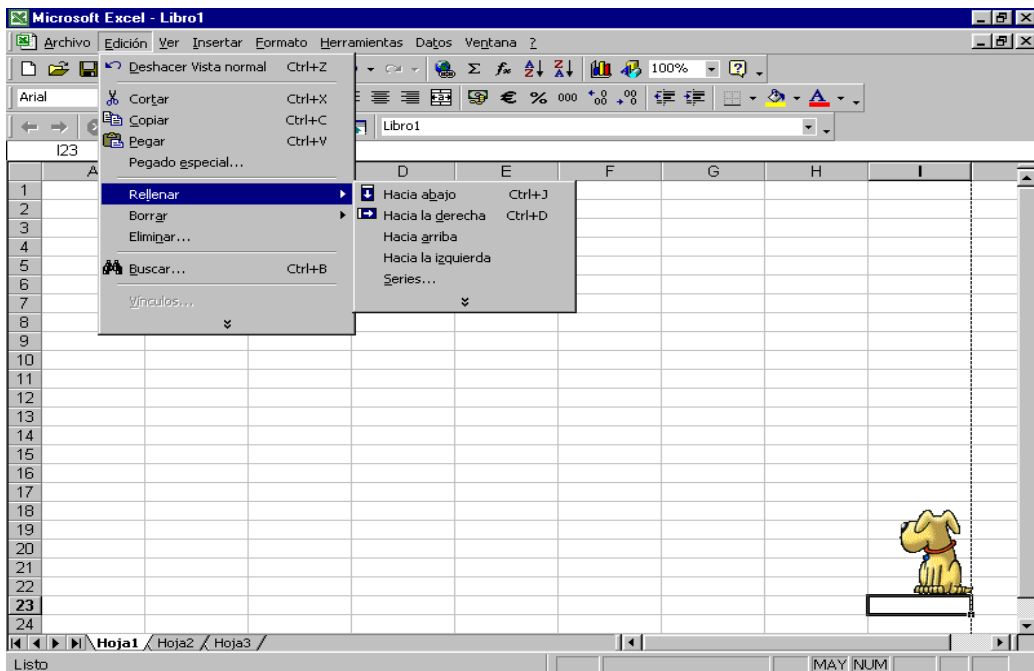 Microsoft Excel - Libro1
Archivo Edición Ver Insertar Formato Herramientas Datos Ventana ?
100%
Arial
€ % 000
Libro1
I23
Deshacer Vista normal Ctrl+Z
Cortar Ctrl+X
Copiar Ctrl+C
Pegar Ctrl+V
Pegado especial...
Rellenar
Borrar
Eliminar...
Buscar... Ctrl+B
Vínculos...
Hacia abajo Ctrl+J
Hacia la derecha Ctrl+D
Hacia arriba
Hacia la izquierda
Series...
A D E F G H I
1
2
3
4
5
6
7
8
9
10
11
12
13
14
15
16
17
18
19
20
21
22
23
24
Hoja1 Hoja2 Hoja3
Listo MAY NUM